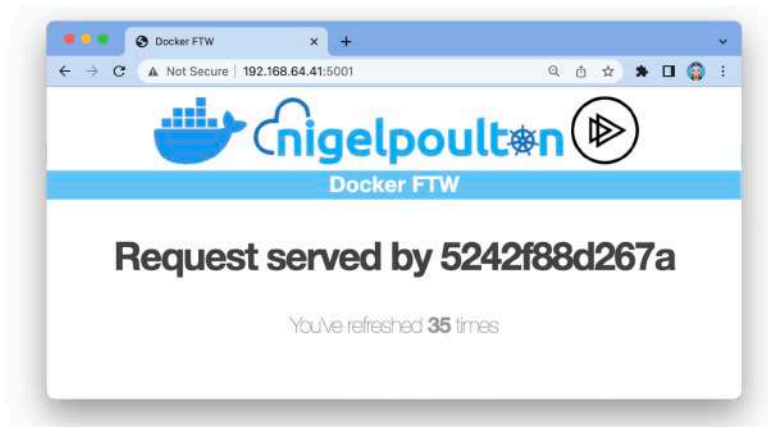 Docker FTW
Not Secure | 192.168.64.41:5001
nigelpoulton
Docker FTW
Request served by 5242f88d267a
You've refreshed 35 times